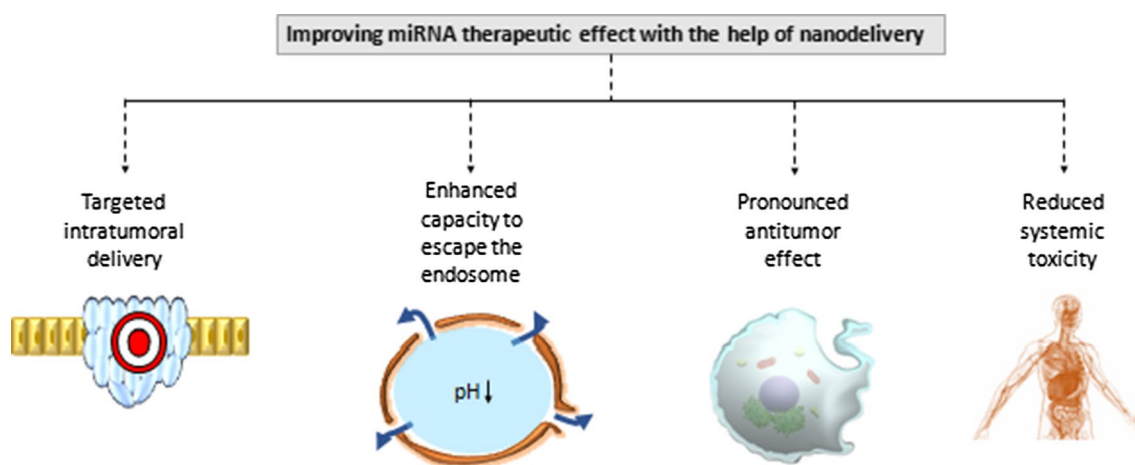 Improving miRNA therapeutic effect with the help of nanodelivery
Targeted
intratumoral
delivery
Enhanced
capacity to
escape the
endosome
Pronounced
antitumor
effect
Reduced
systemic
toxicity
pH↓